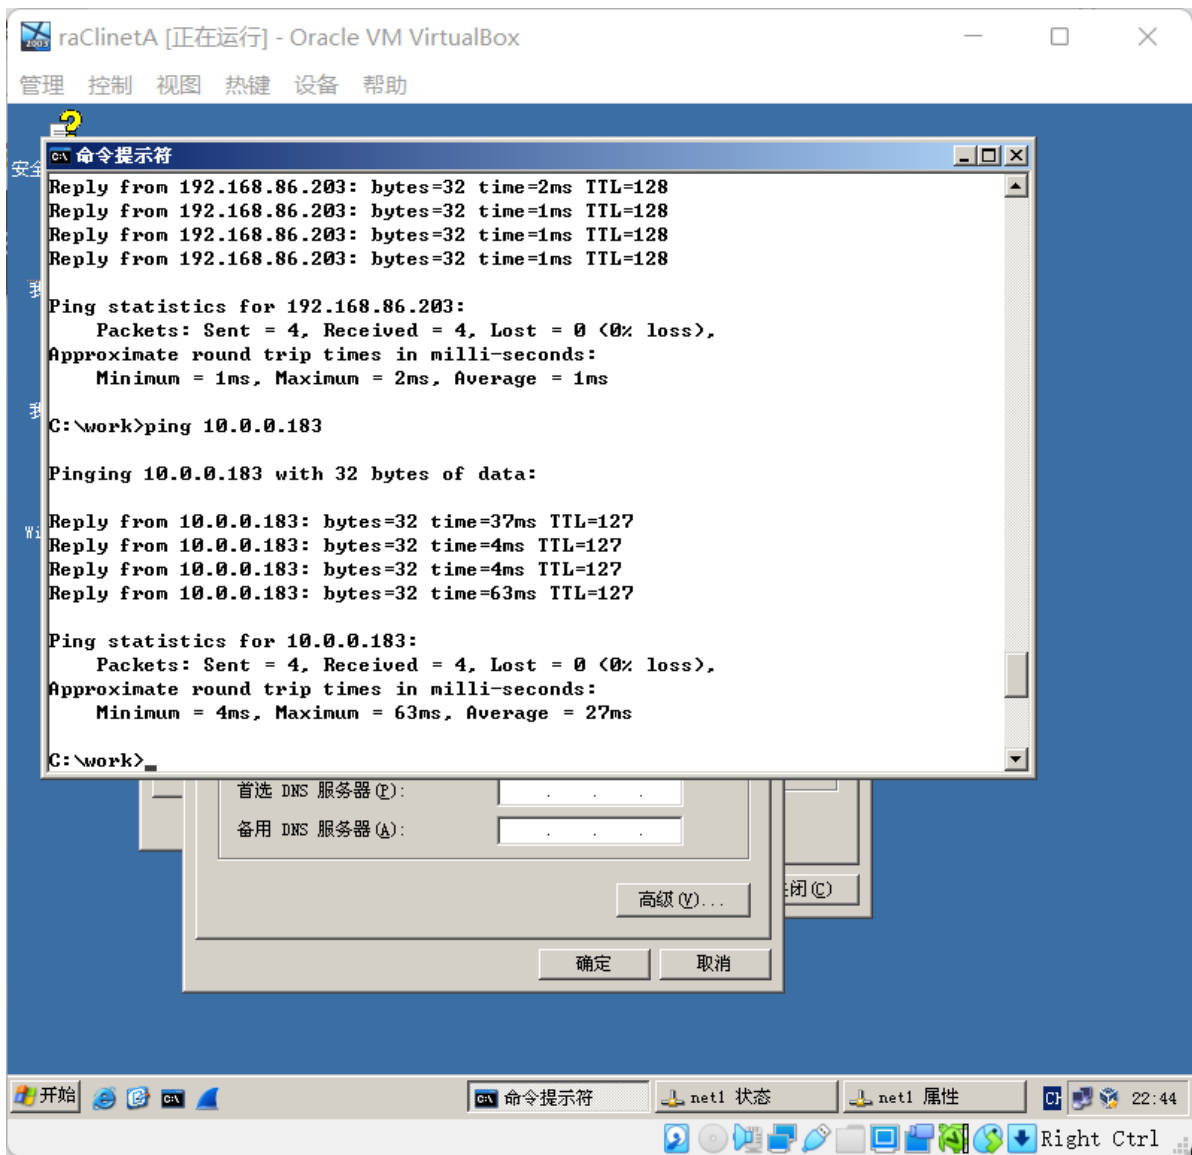 raClinetA [正在运行] - Oracle VM VirtualBox
管理 控制 视图 热键 设备 帮助
命令提示符
安全
Reply from 192.168.86.203: bytes=32 time=2ms TTL=128
Reply from 192.168.86.203: bytes=32 time=1ms TTL=128
Reply from 192.168.86.203: bytes=32 time=1ms TTL=128
Reply from 192.168.86.203: bytes=32 time=1ms TTL=128
我
Ping statistics for 192.168.86.203:
Packets: Sent = 4, Received = 4, Lost = 0 (0% loss),
Approximate round trip times in milli-seconds:
Minimum = 1ms, Maximum = 2ms, Average = 1ms
我
C:\work>ping 10.0.0.183
Pinging 10.0.0.183 with 32 bytes of data:
Wi
Reply from 10.0.0.183: bytes=32 time=37ms TTL=127
Reply from 10.0.0.183: bytes=32 time=4ms TTL=127
Reply from 10.0.0.183: bytes=32 time=4ms TTL=127
Reply from 10.0.0.183: bytes=32 time=63ms TTL=127
Ping statistics for 10.0.0.183:
Packets: Sent = 4, Received = 4, Lost = 0 (0% loss),
Approximate round trip times in milli-seconds:
Minimum = 4ms, Maximum = 63ms, Average = 27ms
C:\work>_
首选 DNS 服务器(P):
备用 DNS 服务器(A):
高级(V)...
闭(C)
确定 取消
开始 命令提示符 net1 状态 net1 属性 CH 22:44
Right Ctrl